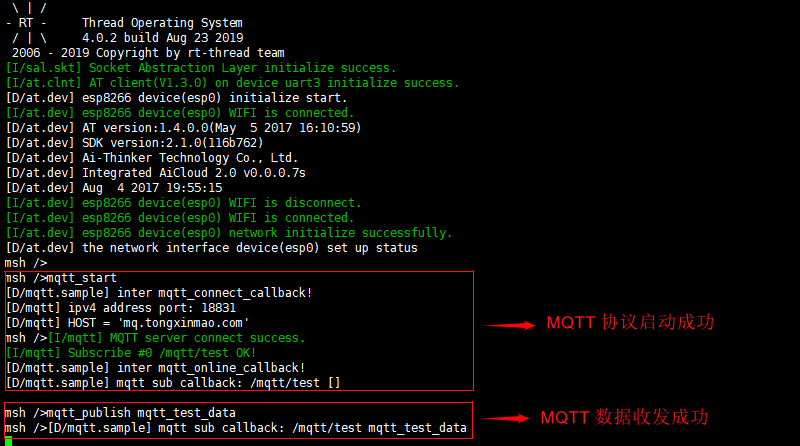 \ | /
- RT -     Thread Operating System
/ | \     4.0.2 build Aug 23 2019
2006 - 2019 Copyright by rt-thread team
[I/sal.skt] Socket Abstraction Layer initialize success.
[I/at.clnt] AT client(V1.3.0) on device uart3 initialize success.
[D/at.dev] esp8266 device(esp0) initialize start.
[I/at.dev] esp8266 device(esp0) WIFI is connected.
[D/at.dev] AT version:1.4.0.0(May  5 2017 16:10:59)
[D/at.dev] SDK version:2.1.0(116b762)
[D/at.dev] Ai-Thinker Technology Co., Ltd.
[D/at.dev] Integrated AiCloud 2.0 v0.0.0.7s
[D/at.dev] Aug  4 2017 19:55:15
[I/at.dev] esp8266 device(esp0) WIFI is disconnect.
[I/at.dev] esp8266 device(esp0) WIFI is connected.
[I/at.dev] esp8266 device(esp0) network initialize successfully.
[D/at.dev] the network interface device(esp0) set up status
msh />
msh />mqtt_start
[D/mqtt.sample] inter mqtt_connect_callback!
[D/mqtt] ipv4 address port: 18831
[D/mqtt] HOST = 'mq.tongxinmao.com'
msh />[I/mqtt] MQTT server connect success.
[I/mqtt] Subscribe #0 /mqtt/test OK!
[D/mqtt.sample] inter mqtt_online_callback!
[D/mqtt.sample] mqtt sub callback: /mqtt/test []
MQTT 协议启动成功
msh />mqtt_publish mqtt_test_data
msh />[D/mqtt.sample] mqtt sub callback: /mqtt/test mqtt_test_data
MQTT 数据收发成功